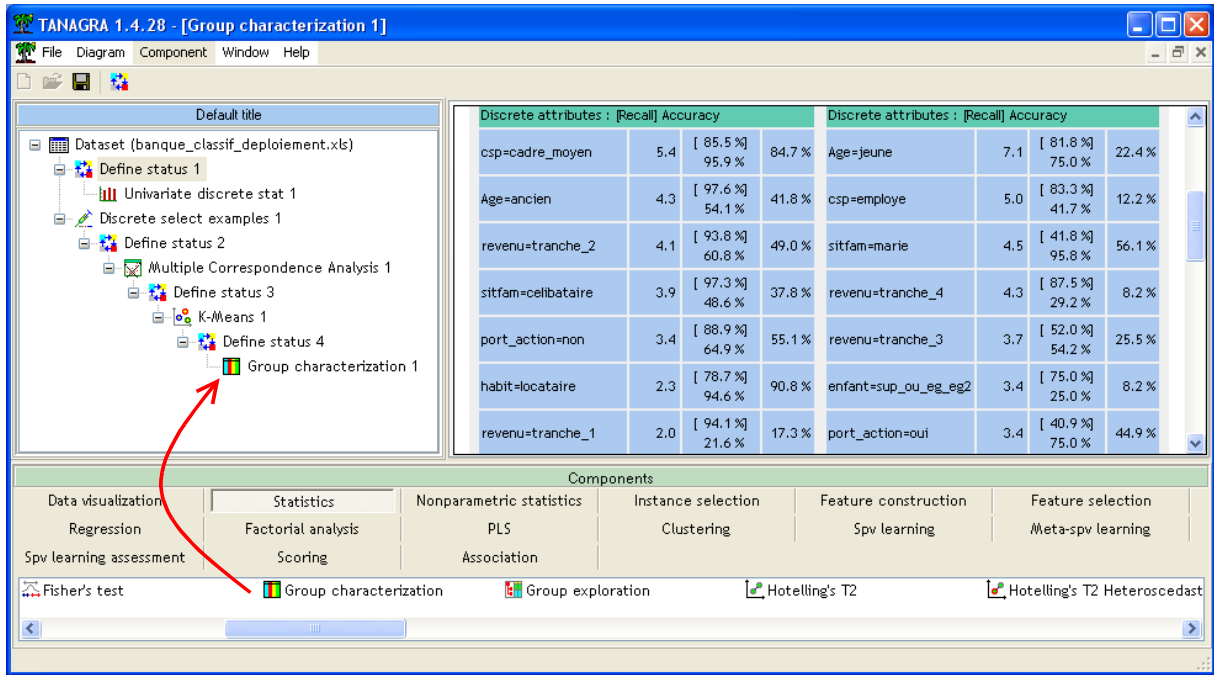 TANAGRA 1.4.28 - [Group characterization 1]
File Diagram Component Window Help
Default title
Dataset (banque_classif_deploiement.xls)
Define status 1
Univariate discrete stat 1
Discrete select examples 1
Define status 2
Multiple Correspondence Analysis 1
Define status 3
K-Means 1
Define status 4
Group characterization 1
Discrete attributes : [Recall] Accuracy Discrete attributes : [Recall] Accuracy
csp=cadre_moyen 5.4 [ 85.5 %] 95.9 % 84.7 % Age=jeune 7.1 [ 81.8 %] 75.0 % 22.4 %
Age=ancien 4.3 [ 97.6 %] 54.1 % 41.8 % csp=employe 5.0 [ 83.3 %] 41.7 % 12.2 %
revenu=tranche_2 4.1 [ 93.8 %] 60.8 % 49.0 % sitfam=marie 4.5 [ 41.8 %] 95.8 % 56.1 %
sitfam=celibataire 3.9 [ 97.3 %] 48.6 % 37.8 % revenu=tranche_4 4.3 [ 87.5 %] 29.2 % 8.2 %
port_action=non 3.4 [ 88.9 %] 64.9 % 55.1 % revenu=tranche_3 3.7 [ 52.0 %] 54.2 % 25.5 %
habit=locataire 2.3 [ 78.7 %] 94.6 % 90.8 % enfant=sup_ou_eg_eg2 3.4 [ 75.0 %] 25.0 % 8.2 %
revenu=tranche_1 2.0 [ 94.1 %] 21.6 % 17.3 % port_action=oui 3.4 [ 40.9 %] 75.0 % 44.9 %
Components
Data visualization Statistics Nonparametric statistics Instance selection Feature construction Feature selection
Regression Factorial analysis PLS Clustering Spv learning Meta-spv learning
Spv learning assessment Scoring Association
Fisher's test Group characterization Group exploration Hotelling's T2 Hotelling's T2 Heteroscedast